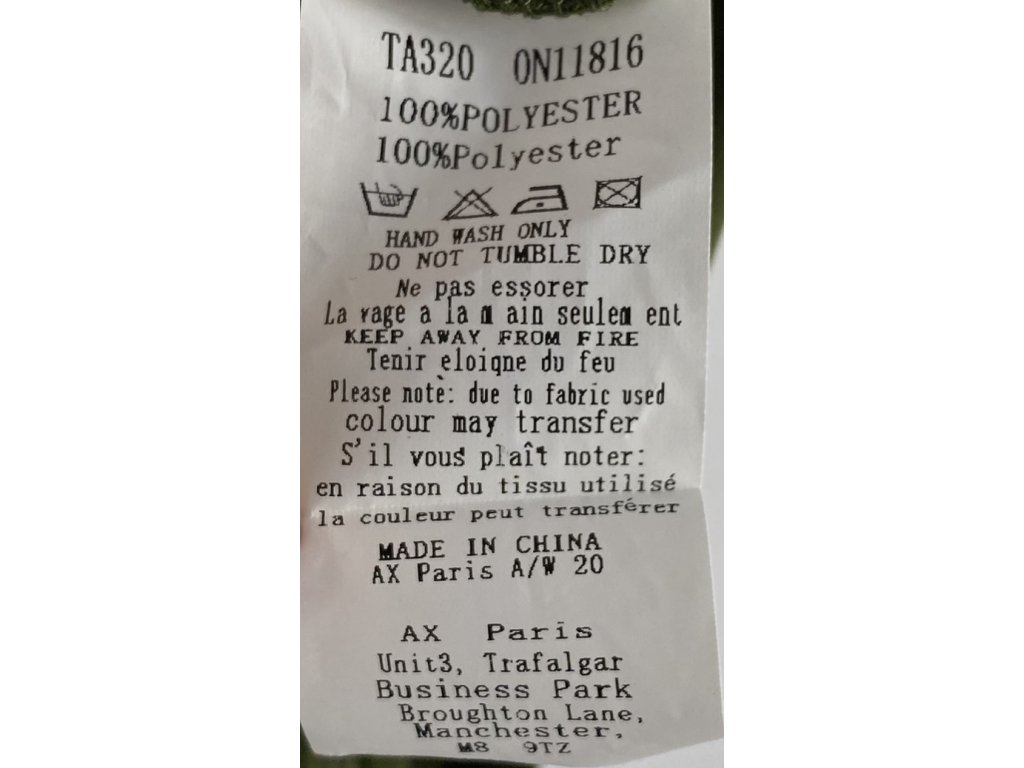 TA320 ON11816
100%POLYESTER
100%Polyester
HAND WASH ONLY
DO NOT TUMBLE DRY
Ne pas essorer
La vage a la m ain seulem ent
KEEP AWAY FROM FIRE
Tenir eloigne du feu
Please note: due to fabric used
colour may transfer
S'il vous plaît noter:
en raison du tissu utilisé
la couleur peut transférer
MADE IN CHINA
AX Paris A/W 20
AX Paris
Unit3, Trafalgar
Business Park
Broughton Lane,
Manchester,
M8 9TZ